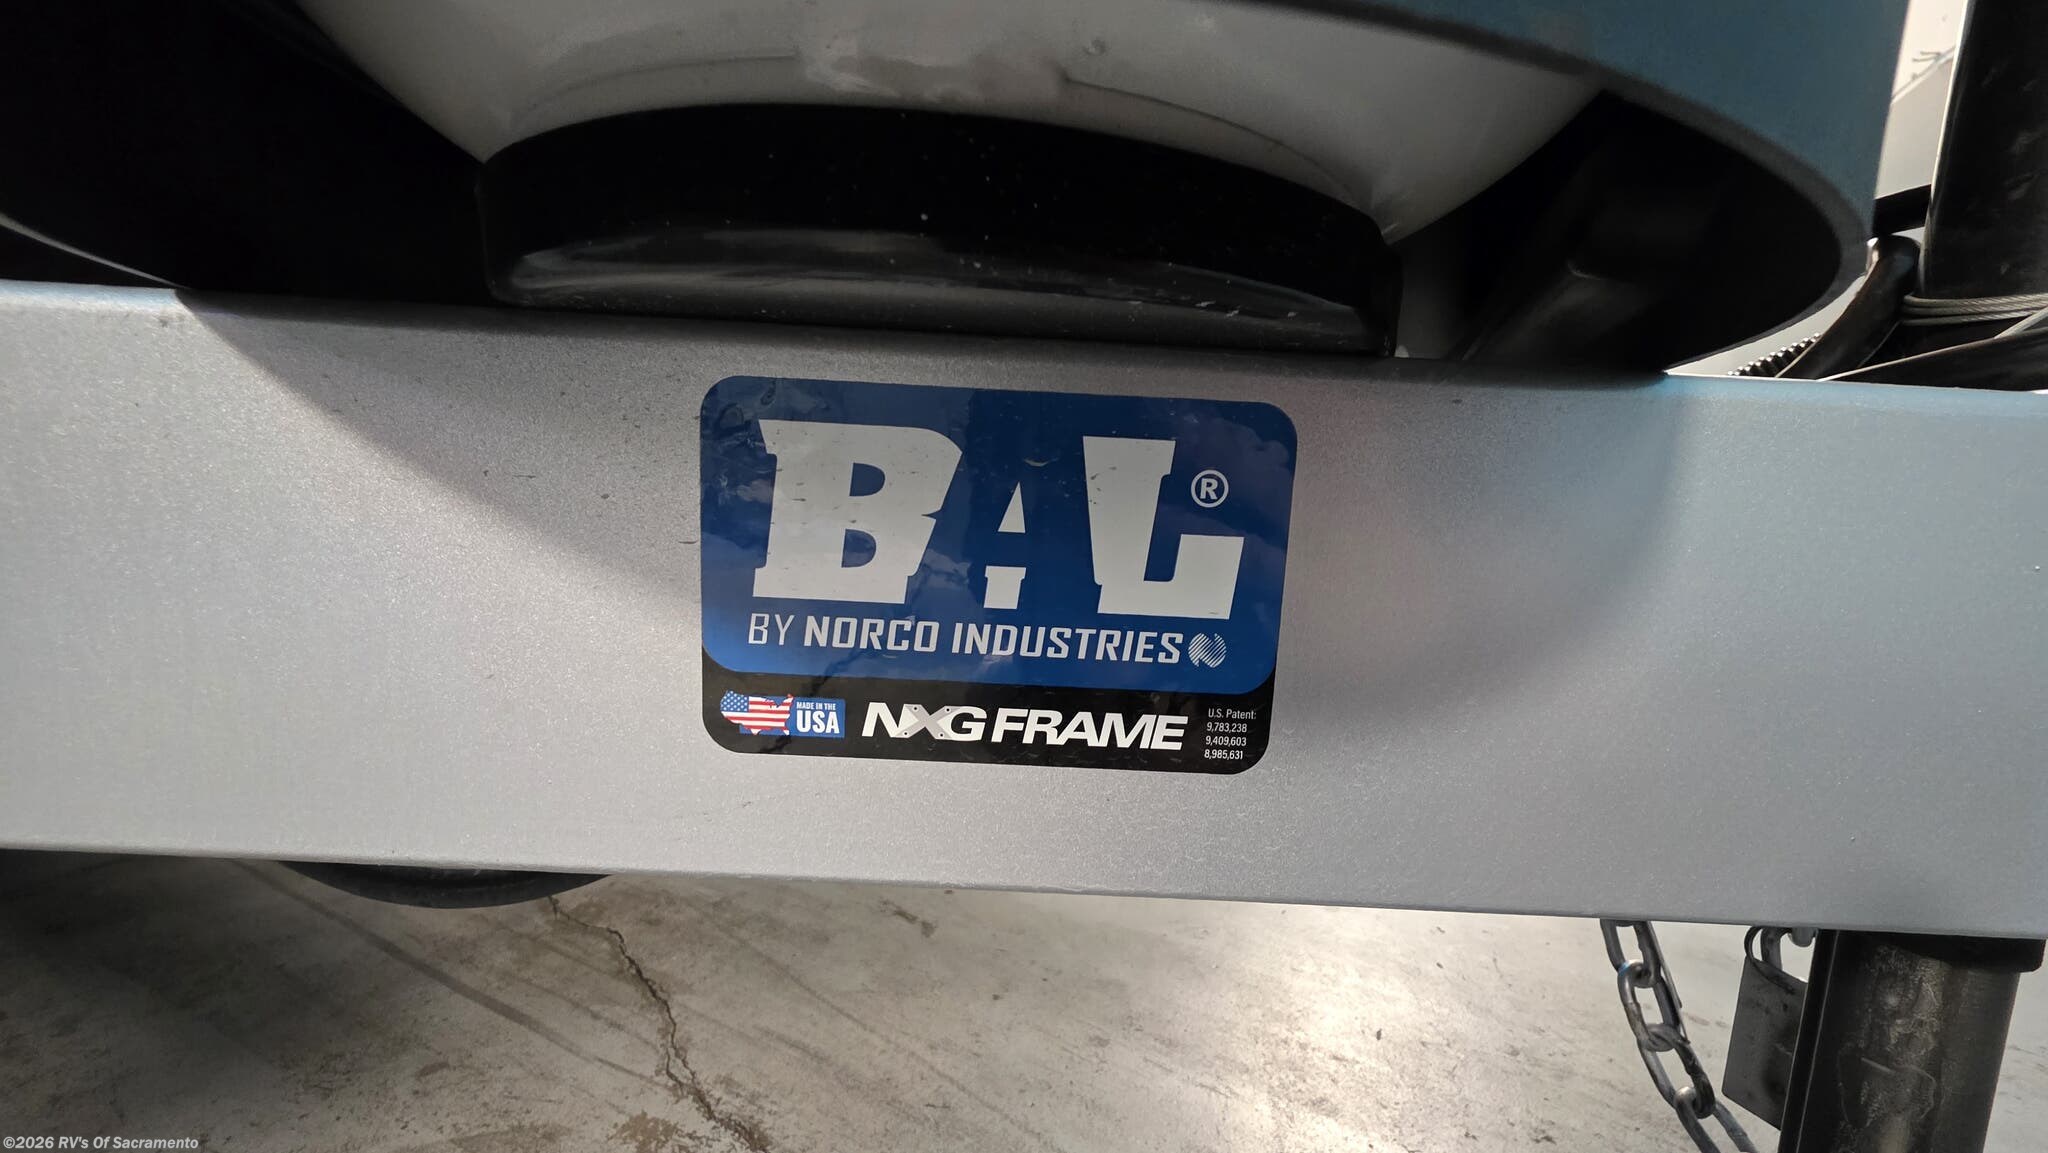 BAL®
BY NORCO INDUSTRIES
MADE IN THE
USA
NXG FRAME
U.S. Patent:
9,783,238
9,409,603
8,985,631
©2026 RV's Of Sacramento